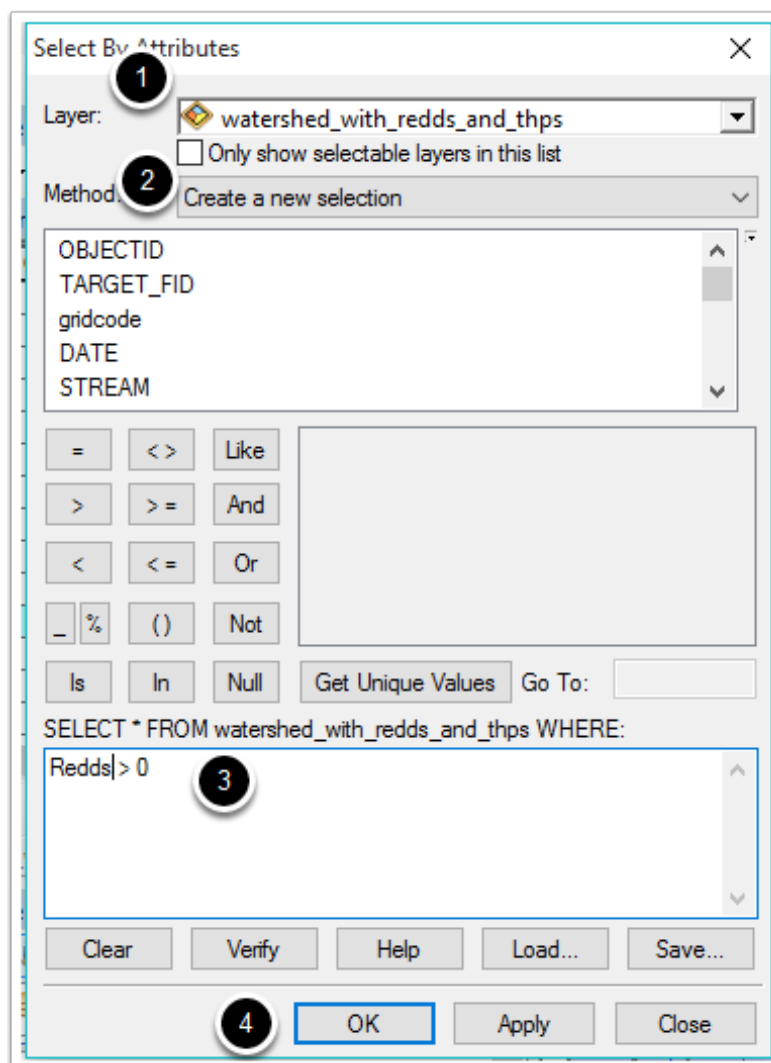 Select By Attributes
1
Layer: watershed_with_redds_and_thps
Only show selectable layers in this list
2
Method: Create a new selection
OBJECTID
TARGET_FID
gridcode
DATE
STREAM
= < > Like
> > = And
< < = Or
_ % ( ) Not
Is In Null Get Unique Values Go To:
SELECT * FROM watershed_with_redds_and_thps WHERE:
Redds > 0
3
Clear Verify Help Load... Save...
4 OK Apply Close